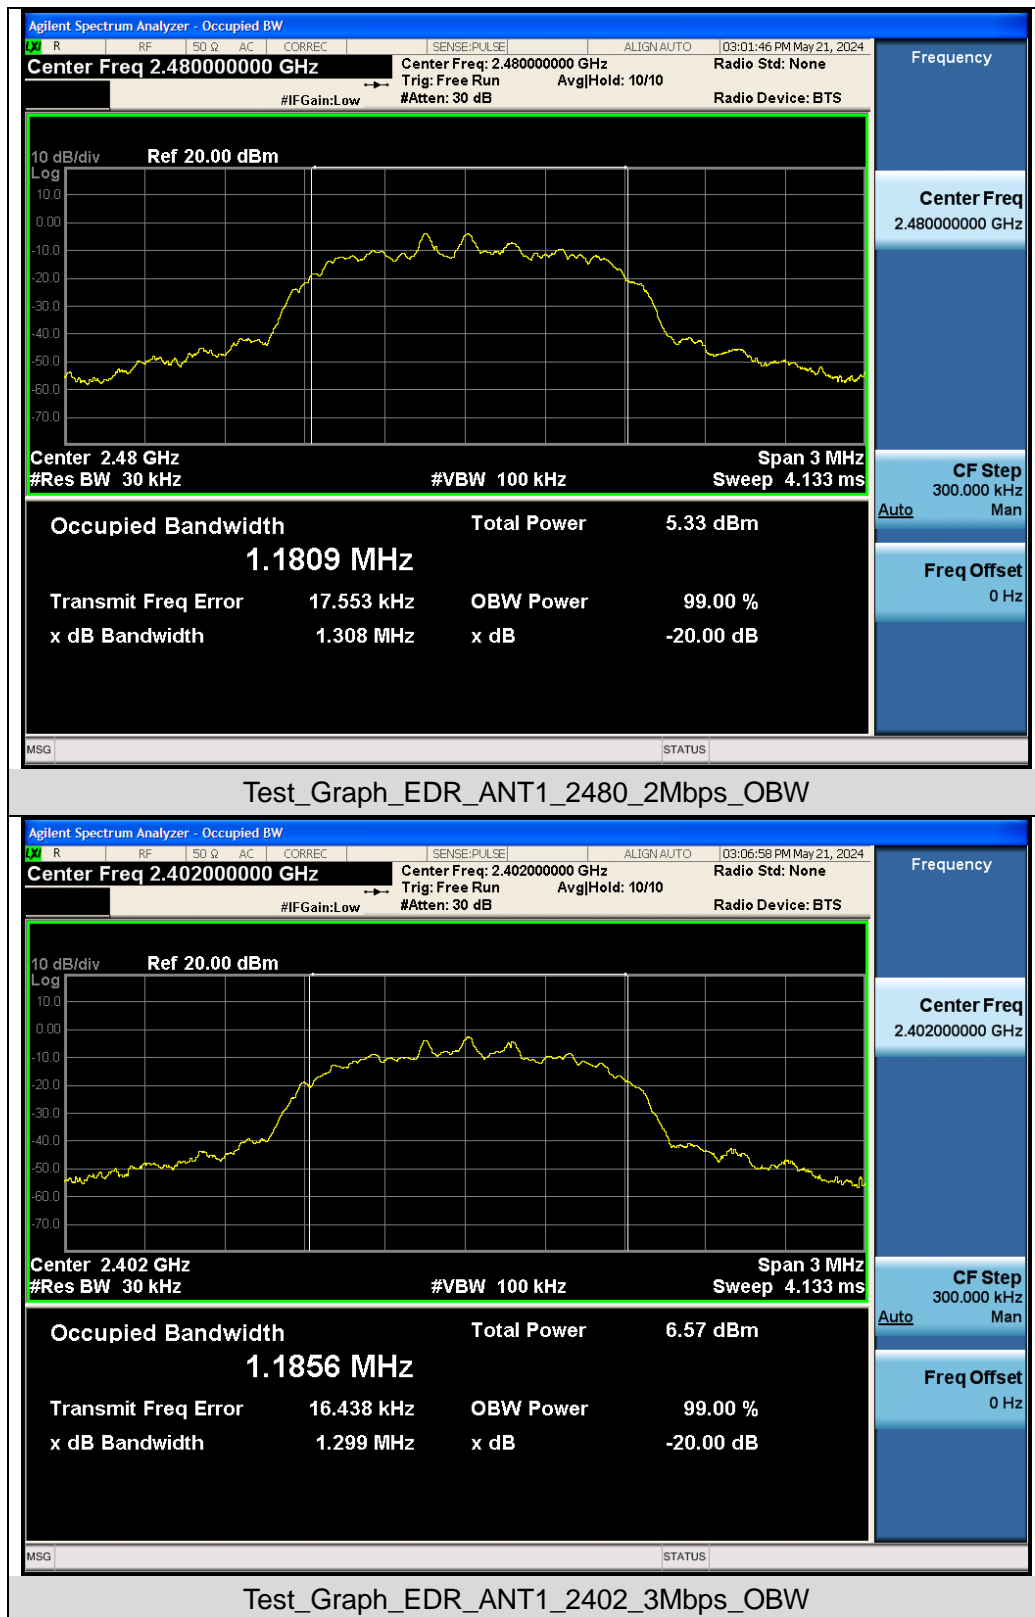 Agilent Spectrum Analyzer - Occupied BW
LXI R RF 50 Ω AC CORREC SENSE:PULSE ALIGN AUTO 03:01:46 PM May 21, 2024
Center Freq 2.480000000 GHz
Center Freq: 2.480000000 GHz Radio Std: None
Trig: Free Run Avg|Hold: 10/10
#IFGain:Low #Atten: 30 dB Radio Device: BTS
Frequency
10 dB/div Ref 20.00 dBm
Log
10.0
0.00
-10.0
-20.0
-30.0
-40.0
-50.0
-60.0
-70.0
Center Freq
2.480000000 GHz
Center 2.48 GHz Span 3 MHz
#Res BW 30 kHz #VBW 100 kHz Sweep 4.133 ms
CF Step
300.000 kHz
Auto Man
Occupied Bandwidth Total Power 5.33 dBm
1.1809 MHz
Transmit Freq Error 17.553 kHz OBW Power 99.00 %
x dB Bandwidth 1.308 MHz x dB -20.00 dB
Freq Offset
0 Hz
MSG STATUS
Test_Graph_EDR_ANT1_2480_2Mbps_OBW
Agilent Spectrum Analyzer - Occupied BW
LXI R RF 50 Ω AC CORREC SENSE:PULSE ALIGN AUTO 03:06:58 PM May 21, 2024
Center Freq 2.402000000 GHz
Center Freq: 2.402000000 GHz Radio Std: None
Trig: Free Run Avg|Hold: 10/10
#IFGain:Low #Atten: 30 dB Radio Device: BTS
Frequency
10 dB/div Ref 20.00 dBm
Log
10.0
0.00
-10.0
-20.0
-30.0
-40.0
-50.0
-60.0
-70.0
Center Freq
2.402000000 GHz
Center 2.402 GHz Span 3 MHz
#Res BW 30 kHz #VBW 100 kHz Sweep 4.133 ms
CF Step
300.000 kHz
Auto Man
Occupied Bandwidth Total Power 6.57 dBm
1.1856 MHz
Transmit Freq Error 16.438 kHz OBW Power 99.00 %
x dB Bandwidth 1.299 MHz x dB -20.00 dB
Freq Offset
0 Hz
MSG STATUS
Test_Graph_EDR_ANT1_2402_3Mbps_OBW